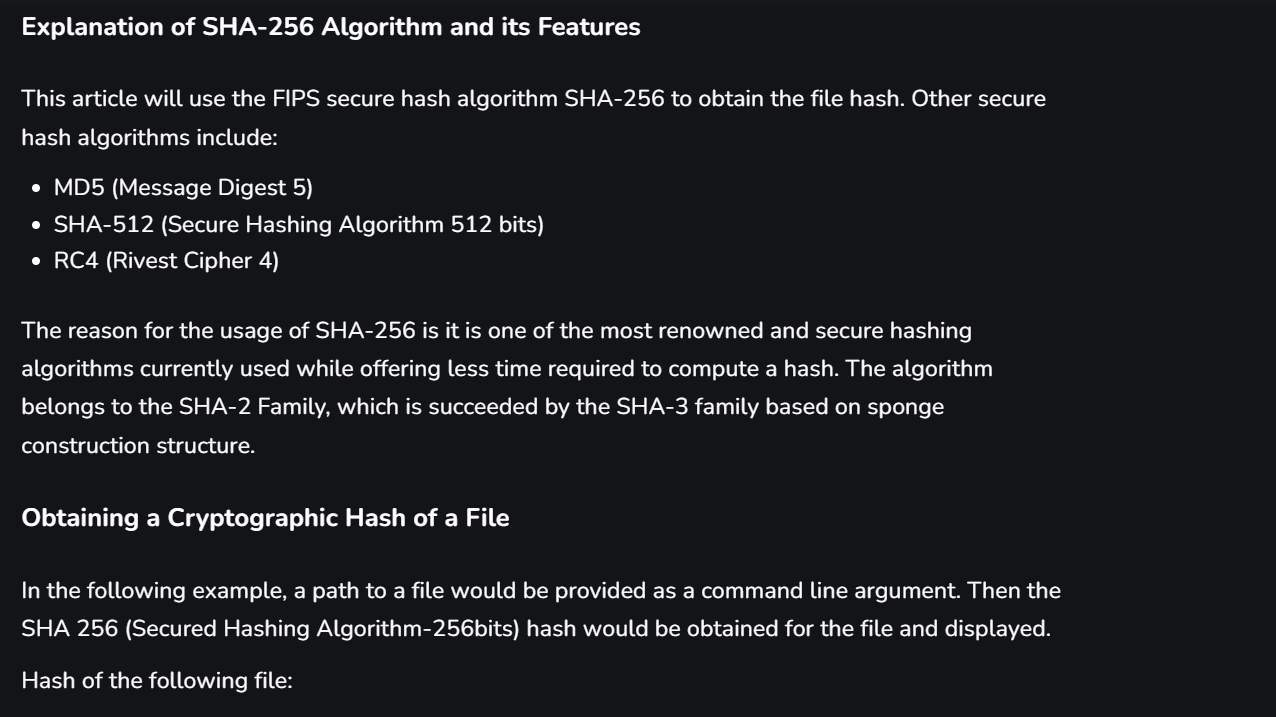 Explanation of SHA-256 Algorithm and its Features
This article will use the FIPS secure hash algorithm SHA-256 to obtain the file hash. Other secure
hash algorithms include:
• MD5 (Message Digest 5)
• SHA-512 (Secure Hashing Algorithm 512 bits)
• RC4 (Rivest Cipher 4)
The reason for the usage of SHA-256 is it is one of the most renowned and secure hashing
algorithms currently used while offering less time required to compute a hash. The algorithm
belongs to the SHA-2 Family, which is succeeded by the SHA-3 family based on sponge
construction structure.
Obtaining a Cryptographic Hash of a File
In the following example, a path to a file would be provided as a command line argument. Then the
SHA 256 (Secured Hashing Algorithm-256bits) hash would be obtained for the file and displayed.
Hash of the following file: